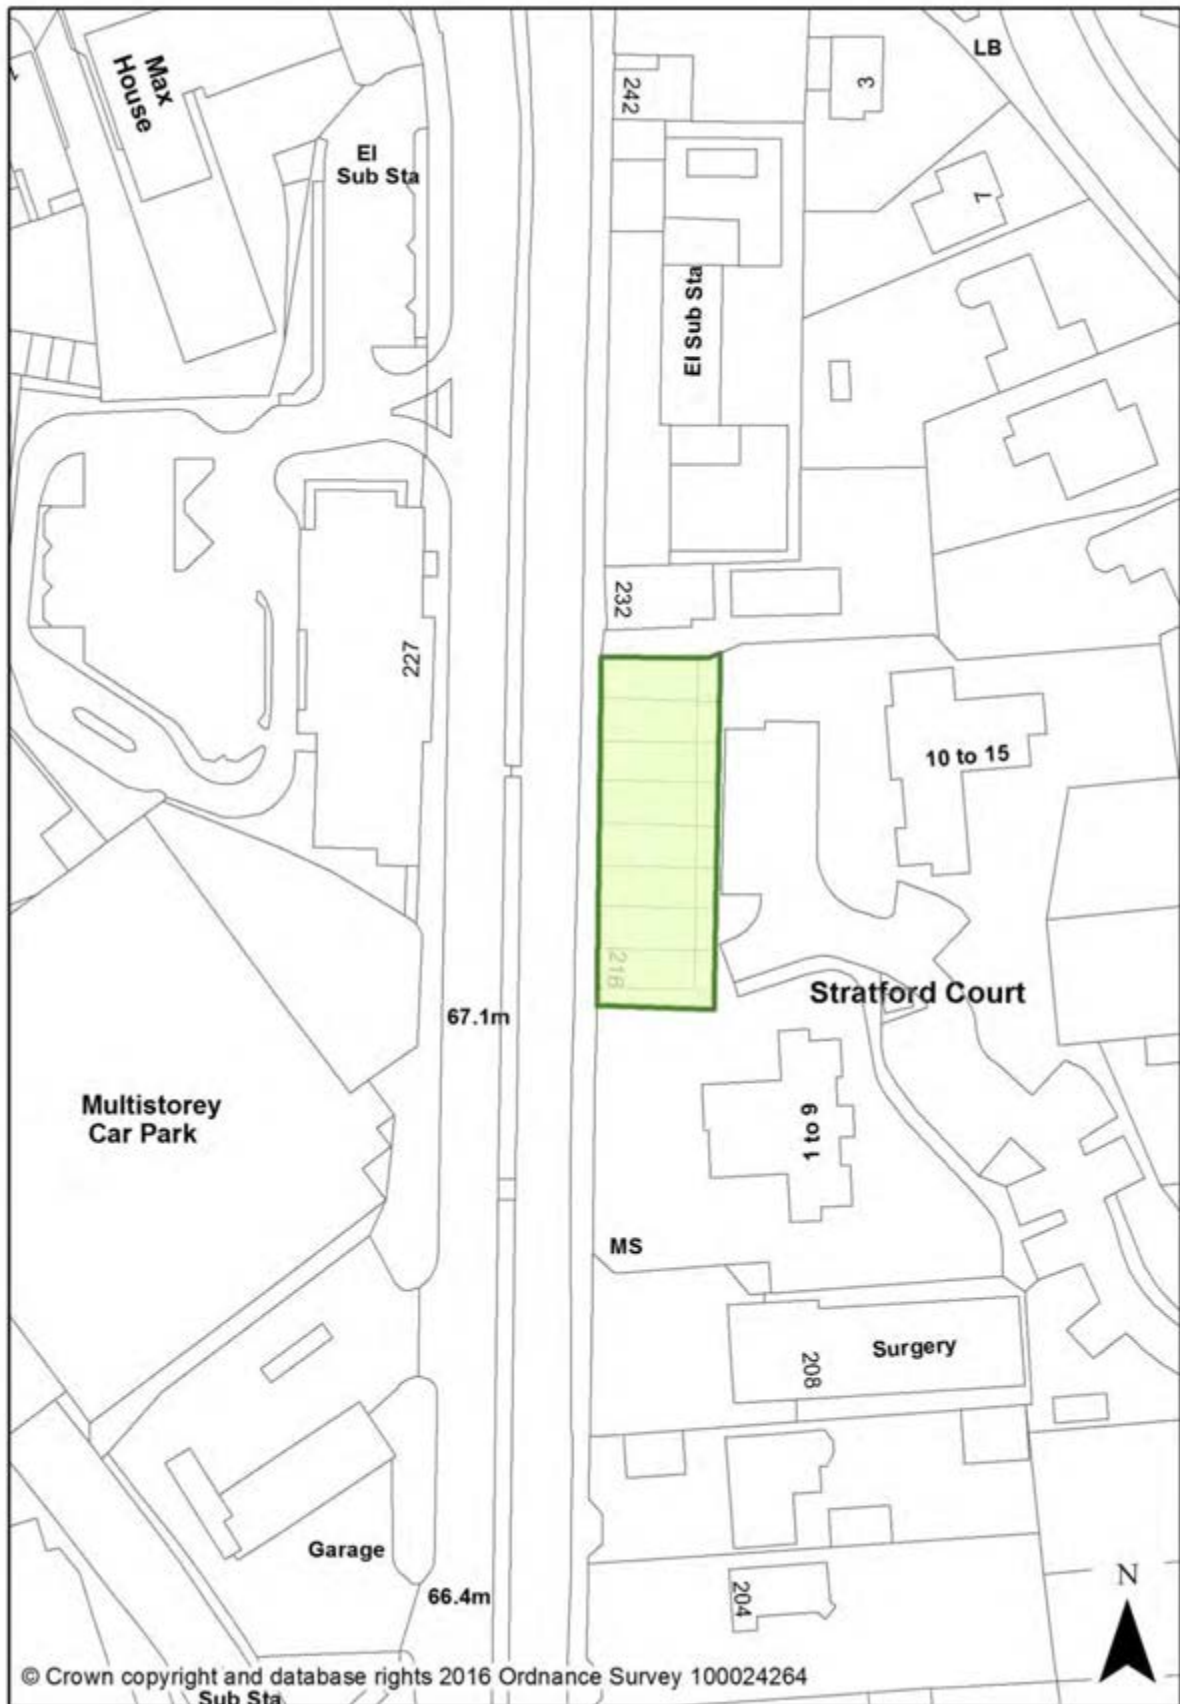 LB
Max
House
242
3
El
Sub Sta
7
El Sub Sta
232
227
10 to 15
218
Stratford Court
67.1m
Multistorey
Car Park
1 to 9
MS
Surgery
208
Garage
66.4m
204
N
© Crown copyright and database rights 2016 Ordnance Survey 100024264
Sub Sta